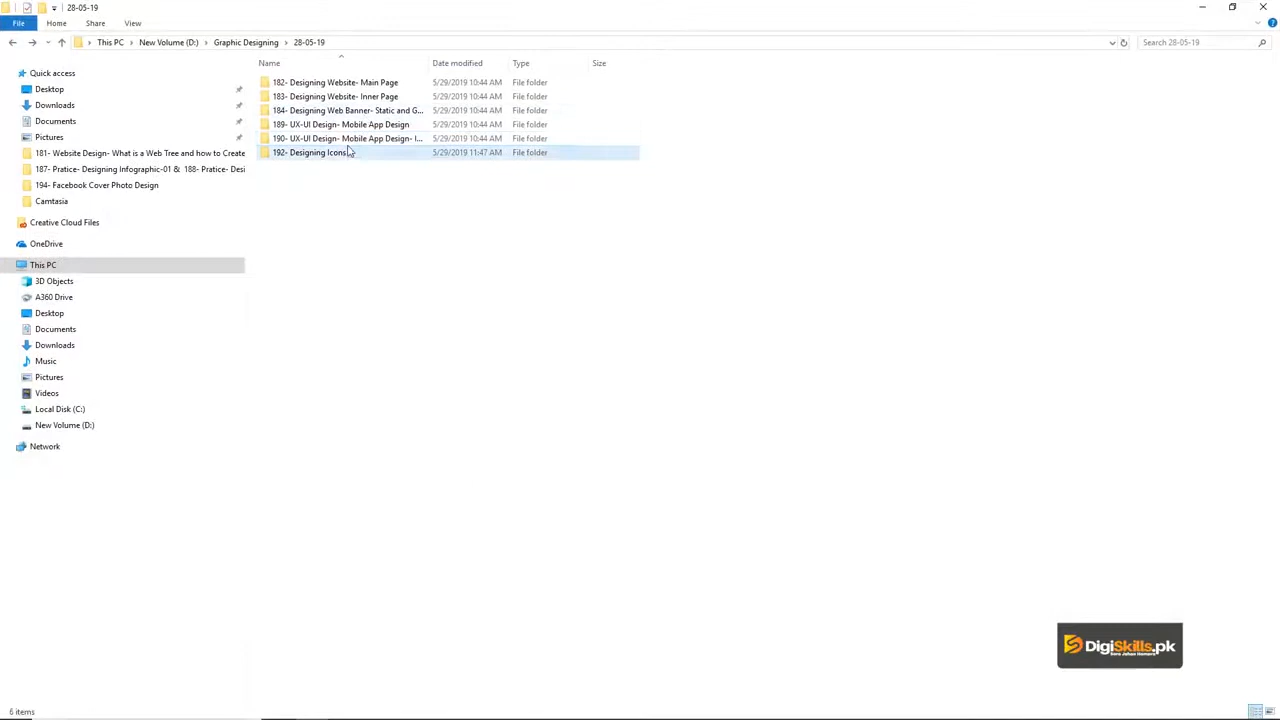 28-05-19
File Home Share View
This PC New Volume (D:) Graphic Designing 28-05-19
Search 28-05-19
Name Date modified Type Size
182- Designing Website- Main Page 5/29/2019 10:44 AM File folder
183- Designing Website- Inner Page 5/29/2019 10:44 AM File folder
184- Designing Web Banner- Static and G... 5/29/2019 10:44 AM File folder
189- UX-UI Design- Mobile App Design 5/29/2019 10:44 AM File folder
190- UX-UI Design- Mobile App Design- I... 5/29/2019 10:44 AM File folder
192- Designing Icons 5/29/2019 11:47 AM File folder
Quick access
Desktop
Downloads
Documents
Pictures
181- Website Design- What is a Web Tree and how to Create
187- Pratice- Designing Infographic-01 & 188- Pratice- Desi
194- Facebook Cover Photo Design
Camtasia
Creative Cloud Files
OneDrive
This PC
3D Objects
A360 Drive
Desktop
Documents
Downloads
Music
Pictures
Videos
Local Disk (C:)
New Volume (D:)
Network
DigiSkills.pk
6 items